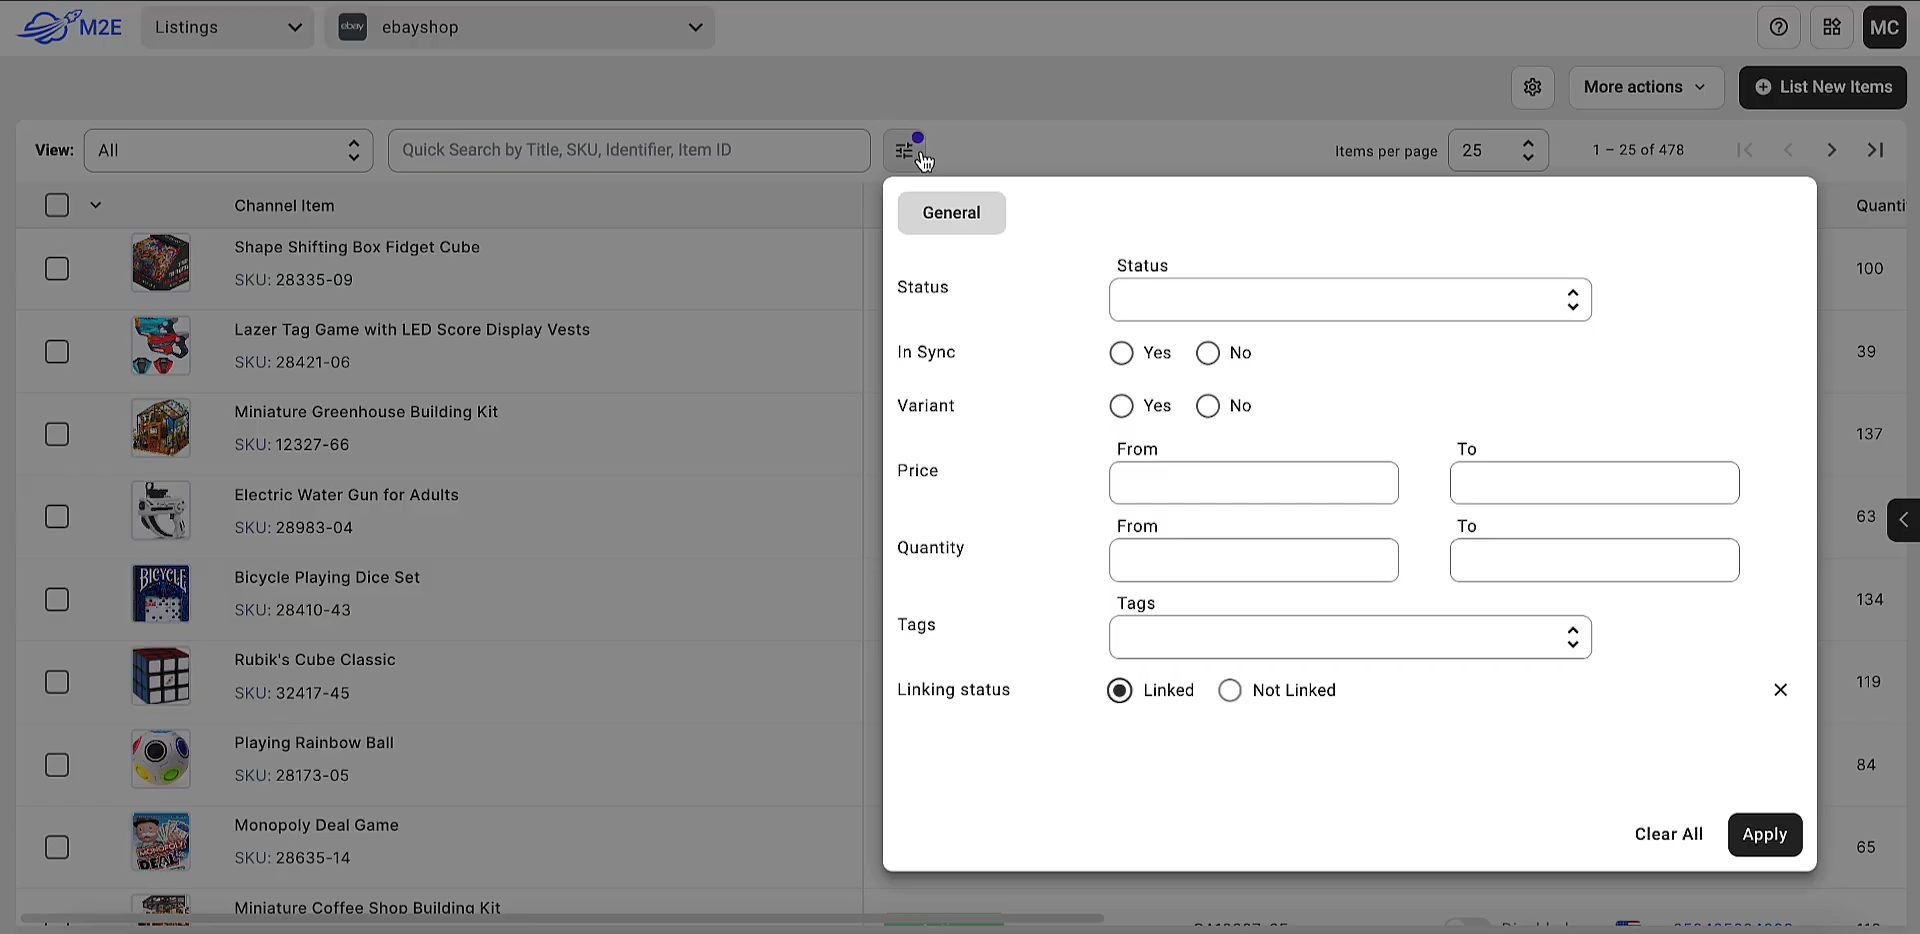 M2E
Listings
ebay
ebayshop
MC
More actions
List New Items
View:
All
Quick Search by Title, SKU, Identifier, Item ID
Items per page
25
1 – 25 of 478
Channel Item
Quanti
Shape Shifting Box Fidget Cube
SKU: 28335-09
100
Lazer Tag Game with LED Score Display Vests
SKU: 28421-06
39
Miniature Greenhouse Building Kit
SKU: 12327-66
137
Electric Water Gun for Adults
SKU: 28983-04
63
BICYCLE
Bicycle Playing Dice Set
SKU: 28410-43
134
Rubik's Cube Classic
SKU: 32417-45
119
Playing Rainbow Ball
SKU: 28173-05
84
MONOPOLY
DEAL
Monopoly Deal Game
SKU: 28635-14
65
Miniature Coffee Shop Building Kit
General
Status
Status
In Sync
Yes
No
Variant
Yes
No
Price
From
To
Quantity
From
To
Tags
Tags
Linking status
Linked
Not Linked
Clear All
Apply